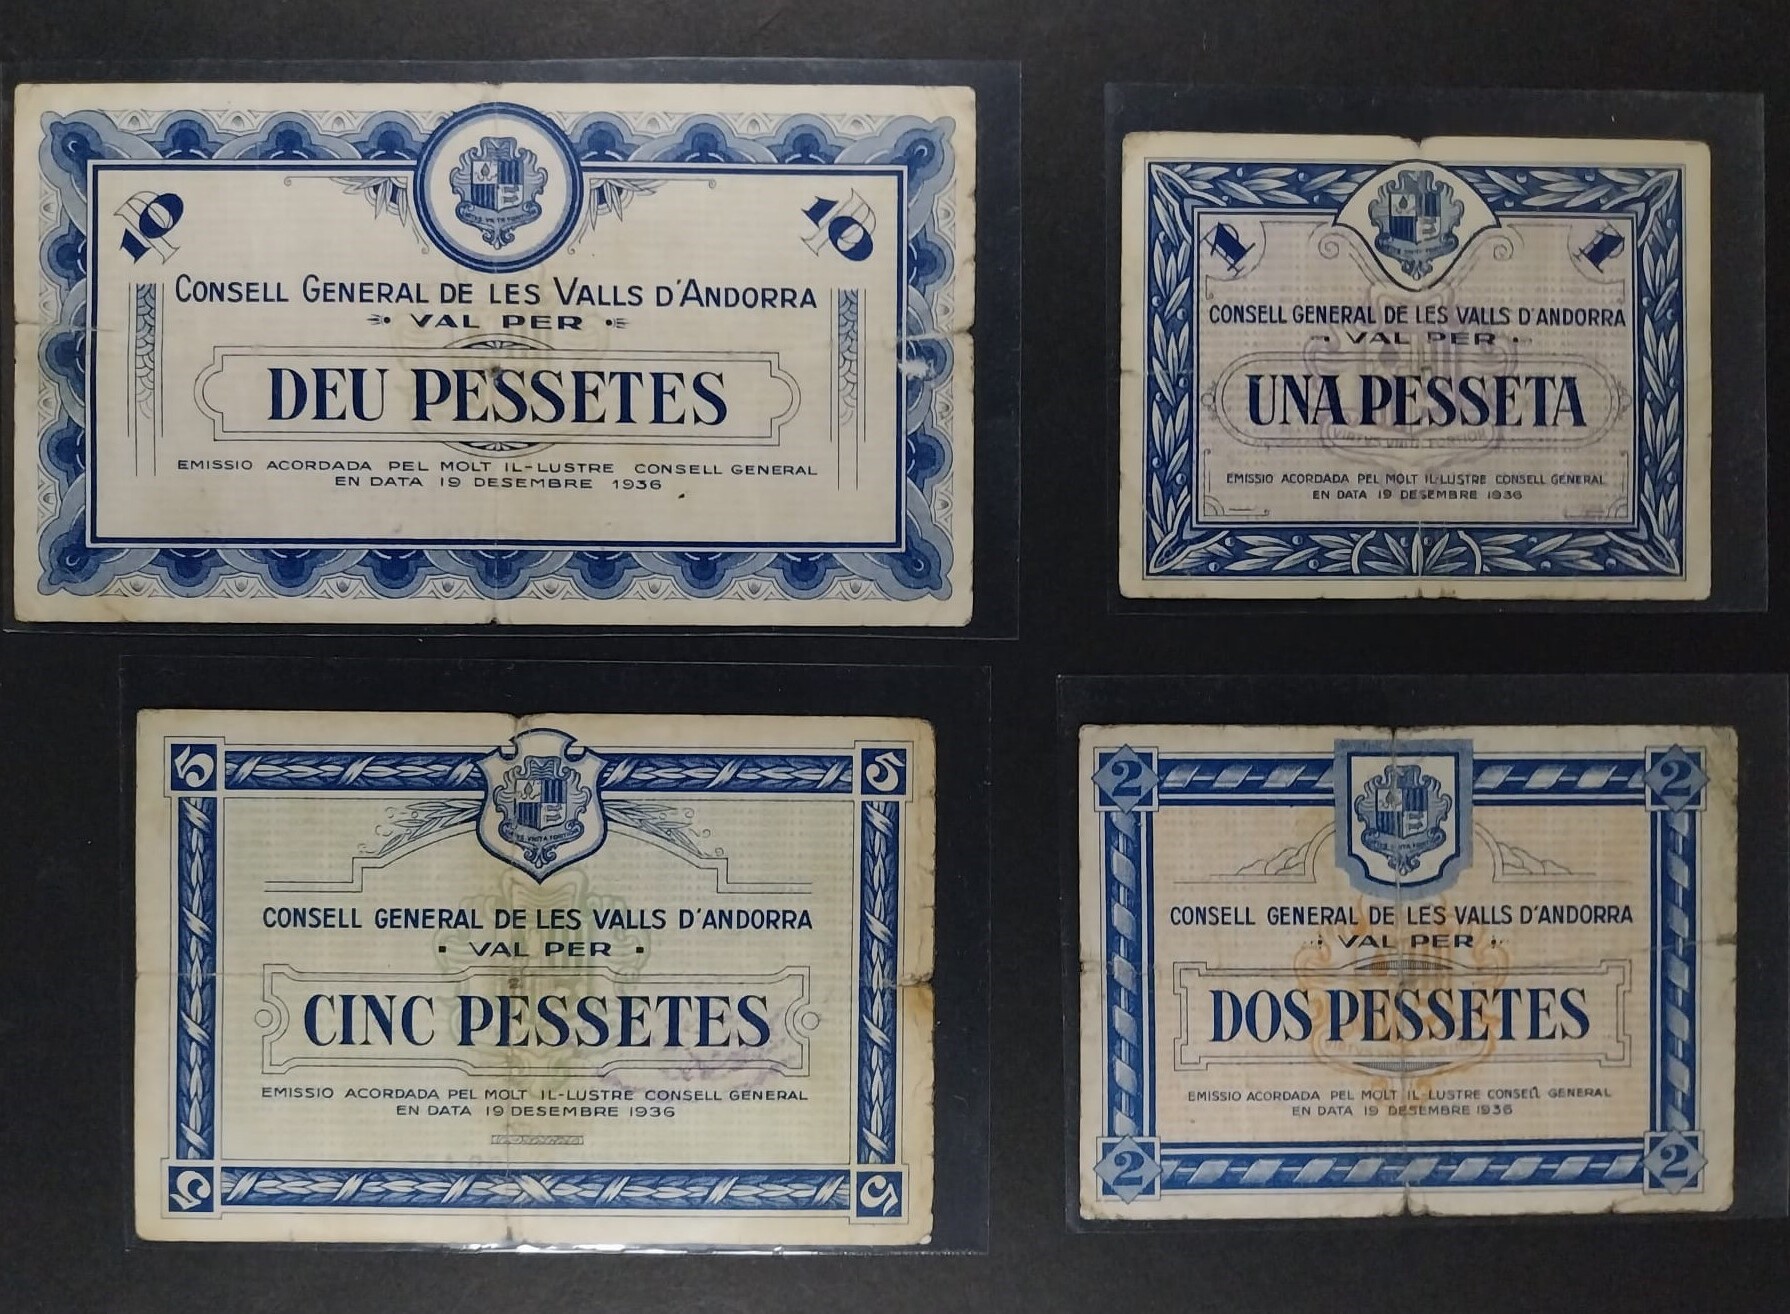 10
10
CONSELL GENERAL DE LES VALLS D'ANDORRA
VAL PER
DEU PESSETES
EMISSIO ACORDADA PEL MOLT IL-LUSTRE CONSELL GENERAL
EN DATA 19 DESEMBRE 1936
1
1
CONSELL GENERAL DE LES VALLS D'ANDORRA
VAL PER
UNA PESSETA
VIRTVS VNITA FORTIOR
EMISSIO ACORDADA PEL MOLT IL-LUSTRE CONSELL GENERAL
EN DATA 19 DESEMBRE 1936
5
5
CONSELL GENERAL DE LES VALLS D'ANDORRA
VAL PER
CINC PESSETES
EMISSIO ACORDADA PEL MOLT IL-LUSTRE CONSELL GENERAL
EN DATA 19 DESEMBRE 1936
5
5
2
2
CONSELL GENERAL DE LES VALLS D'ANDORRA
VAL PER
DOS PESSETES
EMISSIO ACORDADA PEL MOLT IL-LUSTRE CONSELL GENERAL
EN DATA 19 DESEMBRE 1936
2
2